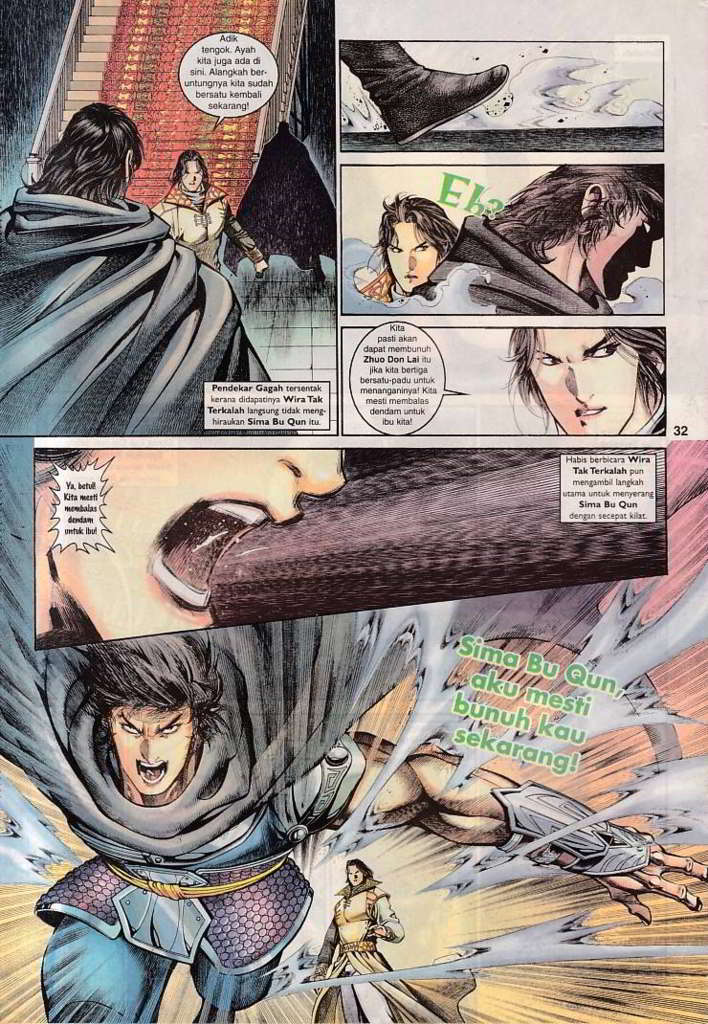 Adik
tengok. Ayah
kita juga ada di
sini. Alangkah ber-
untungnya kita sudah
bersatu kembali
sekarang!
Pendekar Gagah tersentak
kerana didapatinya Wira Tak
Terkalah langsung tidak meng-
hiraukan Sima Bu Qun itu.
Eh?
Kita
pasti akan
dapat membunuh
Zhuo Don Lai itu
jika kita bertiga
bersatu-padu untuk
menanganinya! Kita
mesti membalas
dendam untuk
ibu kita!
32
Ya, betul!
Kita mesti
membalas
dendam
untuk ibu!
Habis berbicara Wira
Tak Terkalah pun
mengambil langkah
utama untuk menyerang
Sima Bu Qun
dengan secepat kilat.
Sima Bu Qun,
aku mesti
bunuh kau
sekarang!